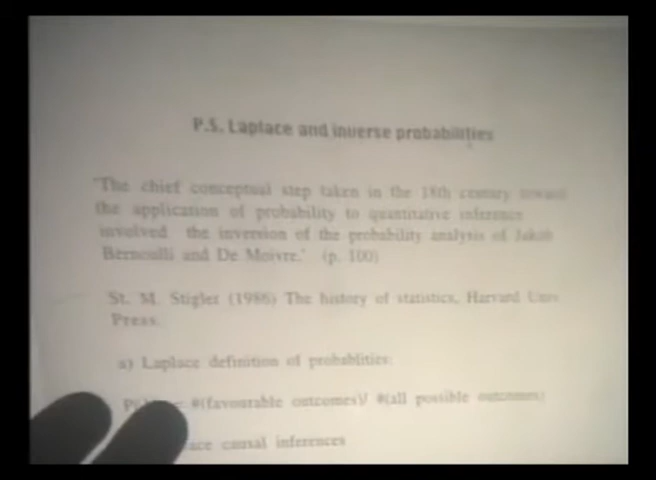 P.S. Laplace and inverse probabilities
"The chief conceptual step taken in the 18th century toward
the application of probability to quantitative inference
involved the inversion of the probability analysis of Jakob
Bernoulli and De Moivre." (p. 100)
St. M. Stigler (1986) The history of statistics, Harvard Univ.
Press.
a) Laplace definition of probablities:
#(favourable outcomes)/ #(all possible outcomes)
causal inferences